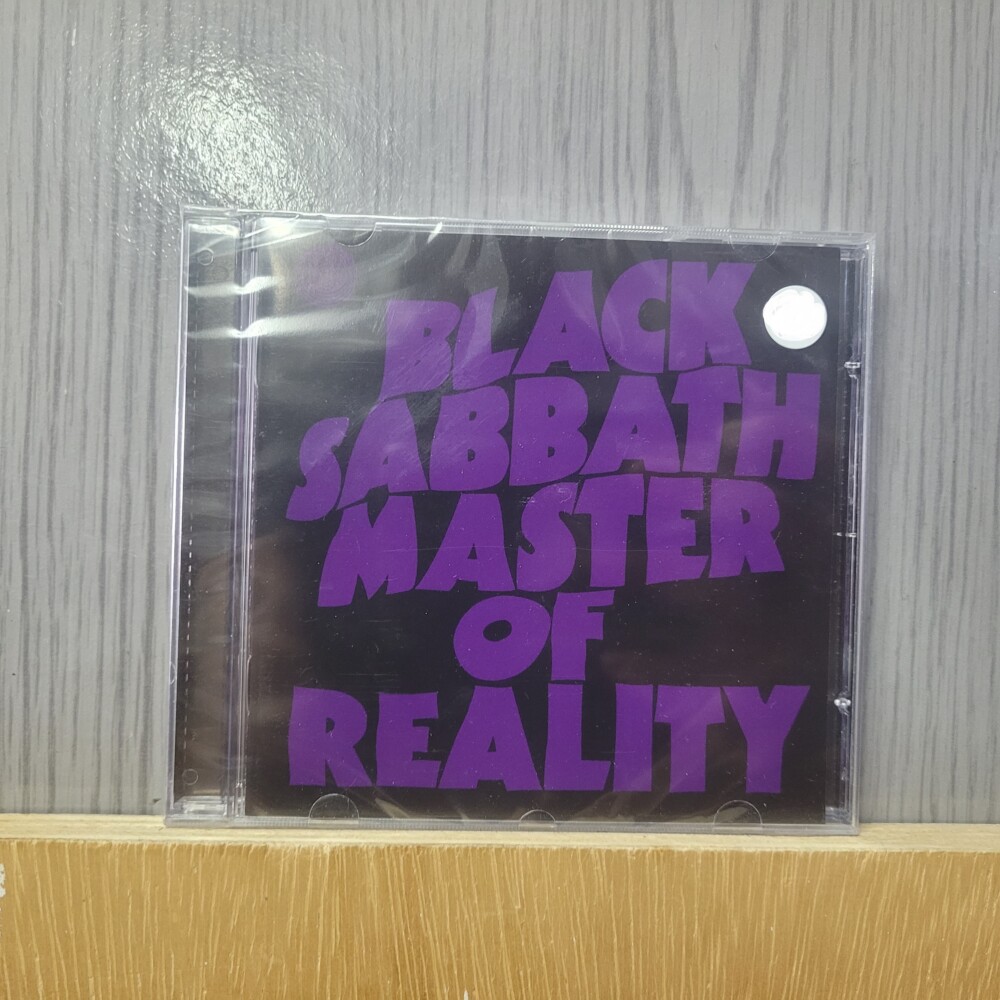 BLACK
SABBATH
MASTER
OF
REALITY